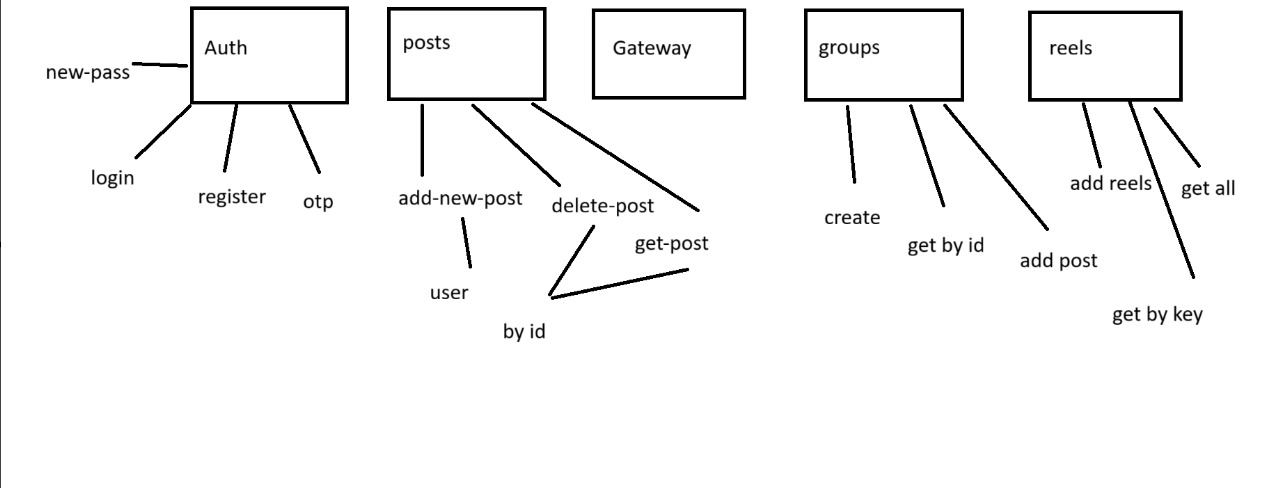 Auth
posts
Gateway
groups
reels
new-pass
login
register
otp
add-new-post
delete-post
get-post
user
by id
create
get by id
add post
add reels
get all
get by key